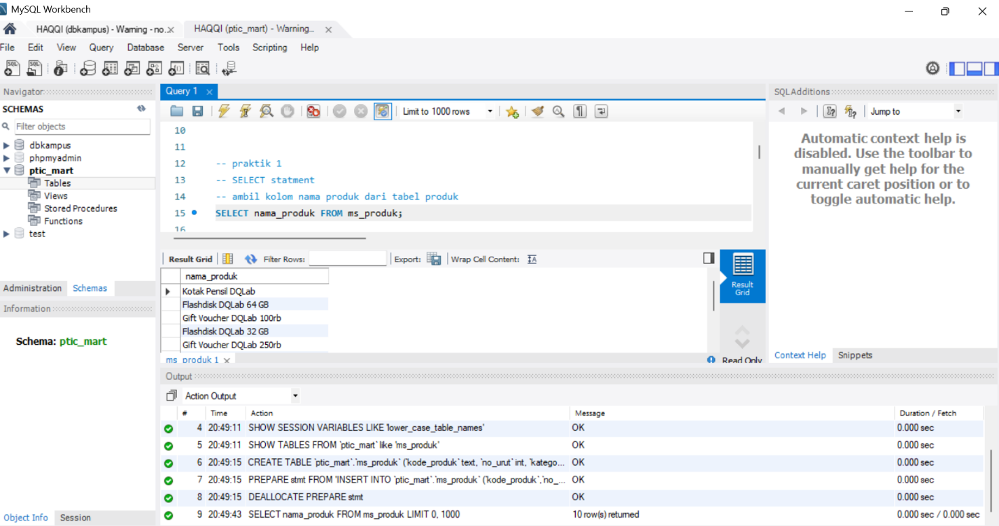 MySQL Workbench
HAQQI (dbkampus) - Warning - no...
HAQQI (ptic_mart) - Warning...
File Edit View Query Database Server Tools Scripting Help
Navigator
SCHEMAS
Filter objects
dbkampus
phpmyadmin
ptic_mart
Tables
Views
Stored Procedures
Functions
test
Administration Schemas
Information
Schema: ptic_mart
Object Info Session
Query 1
Limit to 1000 rows
10
11
12 -- praktik 1
13 -- SELECT statment
14 -- ambil kolom nama produk dari tabel produk
15 SELECT nama_produk FROM ms_produk;
16
Result Grid Filter Rows: Export: Wrap Cell Content:
nama_produk
Kotak Pensil DQLab
Flashdisk DQLab 64 GB
Gift Voucher DQLab 100rb
Flashdisk DQLab 32 GB
Gift Voucher DQLab 250rb
Result
Grid
ms_produk 1 Read Only
SQLAdditions
Jump to
Automatic context help is
disabled. Use the toolbar to
manually get help for the
current caret position or to
toggle automatic help.
Context Help Snippets
Output
Action Output
# Time Action Message Duration / Fetch
4 20:49:11 SHOW SESSION VARIABLES LIKE 'lower_case_table_names' OK 0.000 sec
5 20:49:11 SHOW TABLES FROM `ptic_mart` like 'ms_produk' OK 0.000 sec
6 20:49:15 CREATE TABLE `ptic_mart`.`ms_produk` (`kode_produk` text, `no_urut` int, `katego... OK 0.000 sec
7 20:49:15 PREPARE stmt FROM 'INSERT INTO `ptic_mart`.`ms_produk` (`kode_produk`,`no_... OK 0.000 sec
8 20:49:15 DEALLOCATE PREPARE stmt OK 0.000 sec
9 20:49:43 SELECT nama_produk FROM ms_produk LIMIT 0, 1000 10 row(s) returned 0.000 sec / 0.000 sec